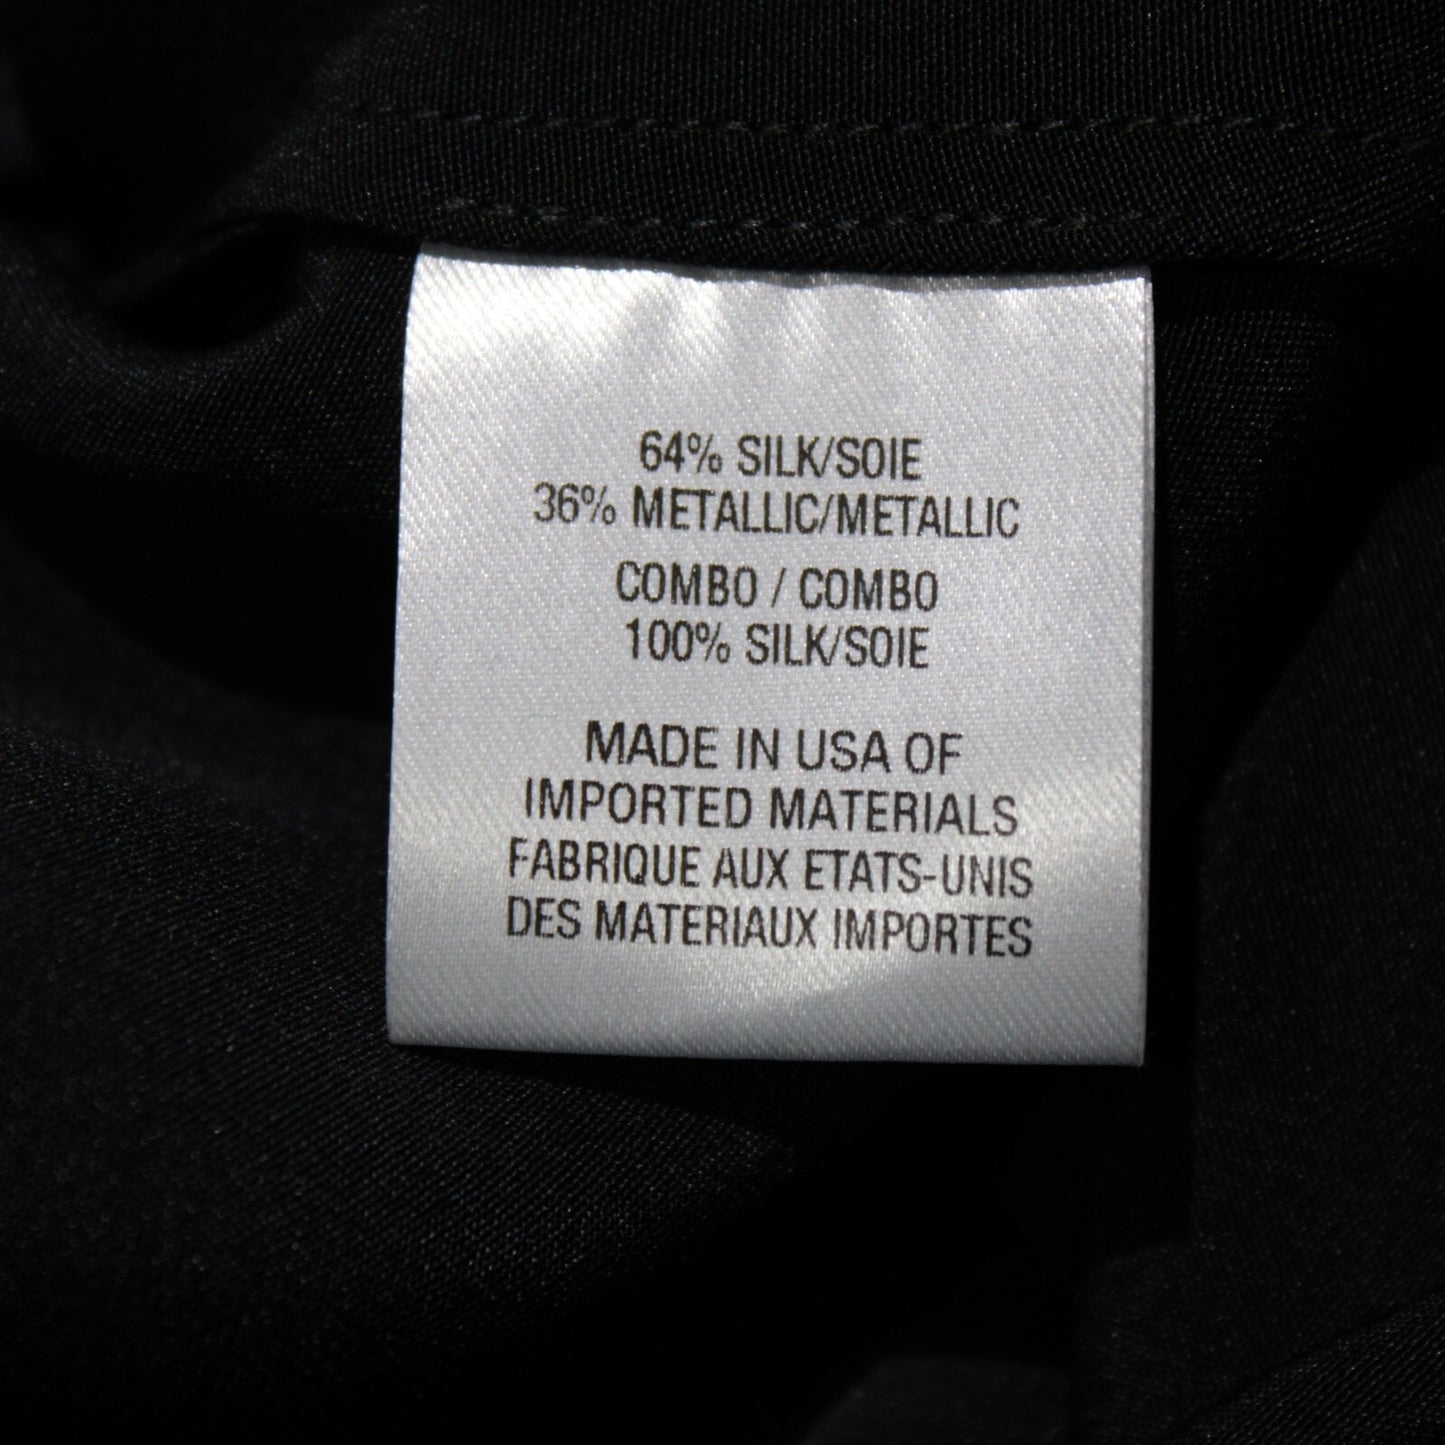 64% SILK/SOIE
36% METALLIC/METALLIC
COMBO / COMBO
100% SILK/SOIE
MADE IN USA OF
IMPORTED MATERIALS
FABRIQUE AUX ETATS-UNIS
DES MATERIAUX IMPORTES